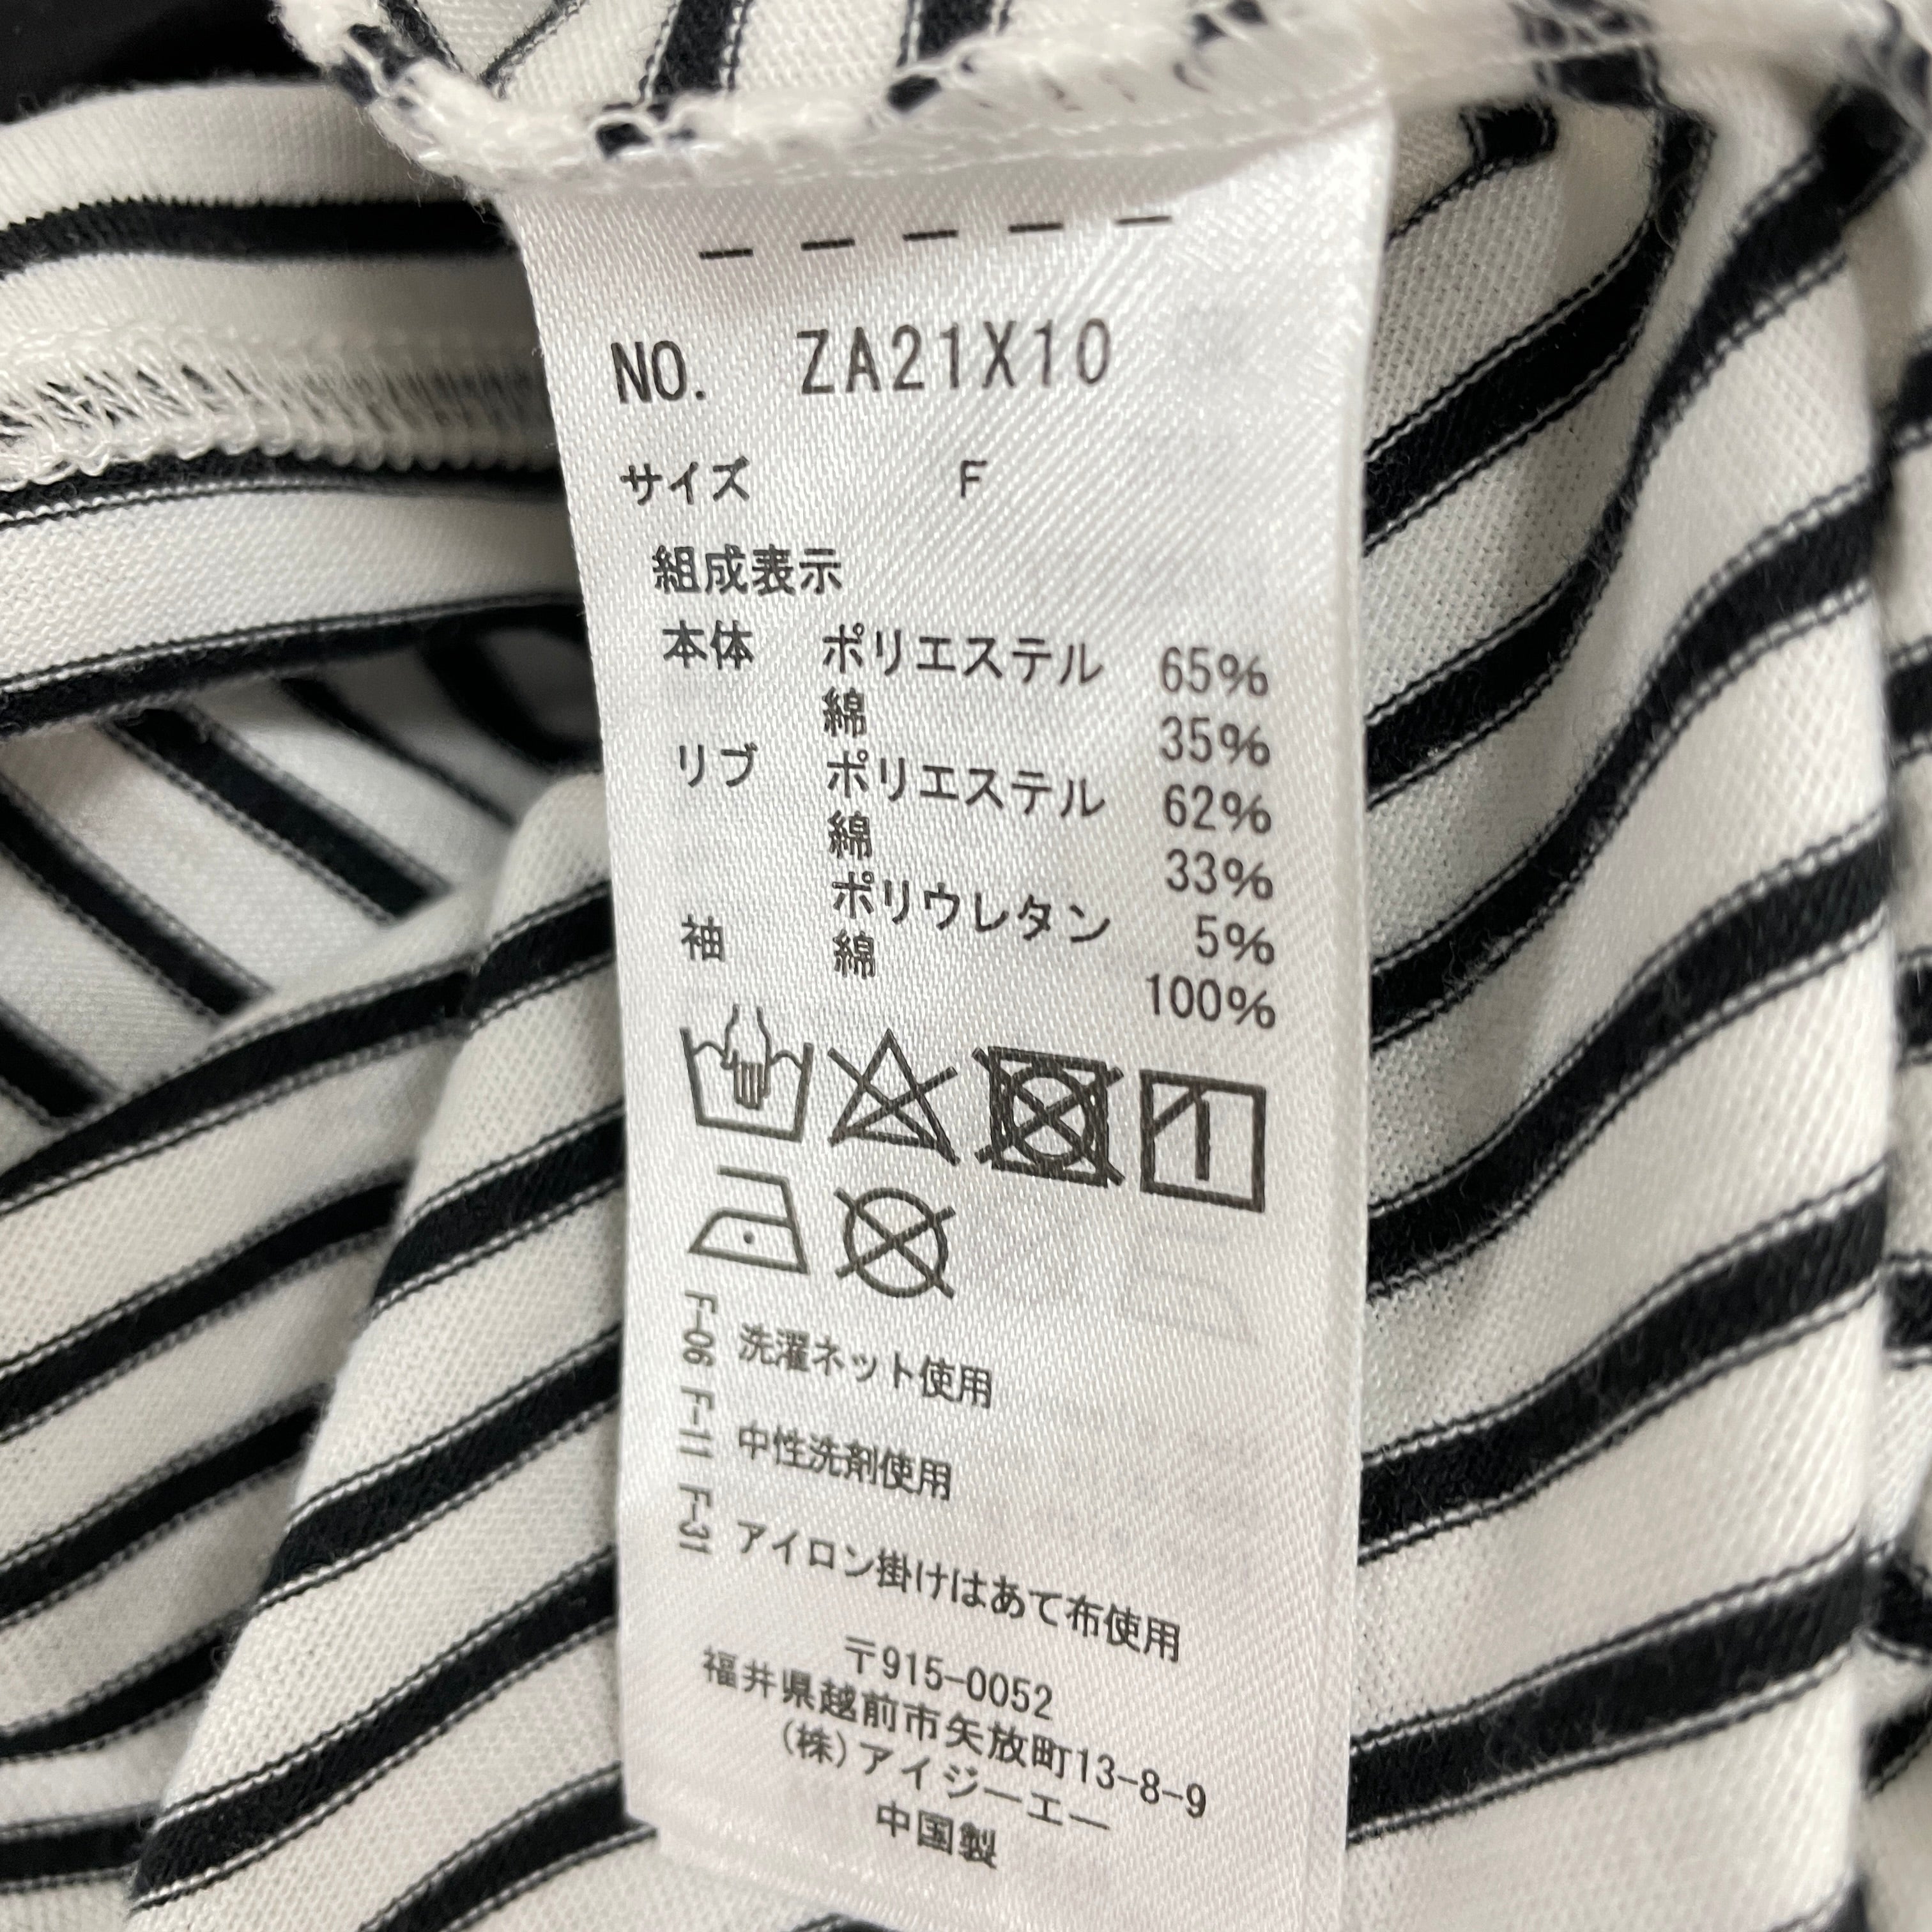 NO. ZA21X10
サイズ F
組成表示
本体 ポリエステル 65%
綿 35%
リブ ポリエステル 62%
綿 33%
ポリウレタン 5%
袖 綿 100%
F-06 洗濯ネット使用
F-11 中性洗剤使用
F-31 アイロン掛けはあて布使用
〒915-0052
福井県越前市矢放町13-8-9
(株)アイジーエー
中国製